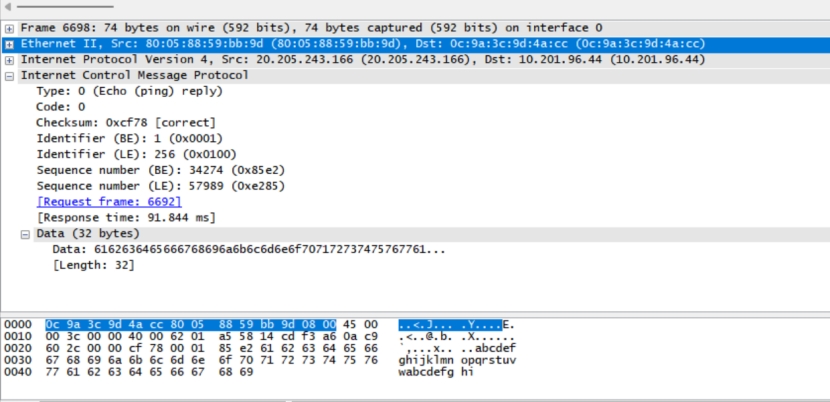 Frame 6698: 74 bytes on wire (592 bits), 74 bytes captured (592 bits) on interface 0
Ethernet II, Src: 80:05:88:59:bb:9d (80:05:88:59:bb:9d), Dst: 0c:9a:3c:9d:4a:cc (0c:9a:3c:9d:4a:cc)
Internet Protocol Version 4, Src: 20.205.243.166 (20.205.243.166), Dst: 10.201.96.44 (10.201.96.44)
Internet Control Message Protocol
Type: 0 (Echo (ping) reply)
Code: 0
Checksum: 0xcf78 [correct]
Identifier (BE): 1 (0x0001)
Identifier (LE): 256 (0x0100)
Sequence number (BE): 34274 (0x85e2)
Sequence number (LE): 57989 (0xe285)
[Request frame: 6692]
[Response time: 91.844 ms]
Data (32 bytes)
Data: 6162636465666768696a6b6c6d6e6f707172737475767761...
[Length: 32]
0000 0c 9a 3c 9d 4a cc 80 05 88 59 bb 9d 08 00 45 00 ..<.J... .Y....E.
0010 00 3c 00 00 40 00 62 01 a5 58 14 cd f3 a6 0a c9 .<..@.b. .X......
0020 60 2c 00 00 cf 78 00 01 85 e2 61 62 63 64 65 66 `,...x.. ..abcdef
0030 67 68 69 6a 6b 6c 6d 6e 6f 70 71 72 73 74 75 76 ghijklmn opqrstuv
0040 77 61 62 63 64 65 66 67 68 69 wabcdefg hi